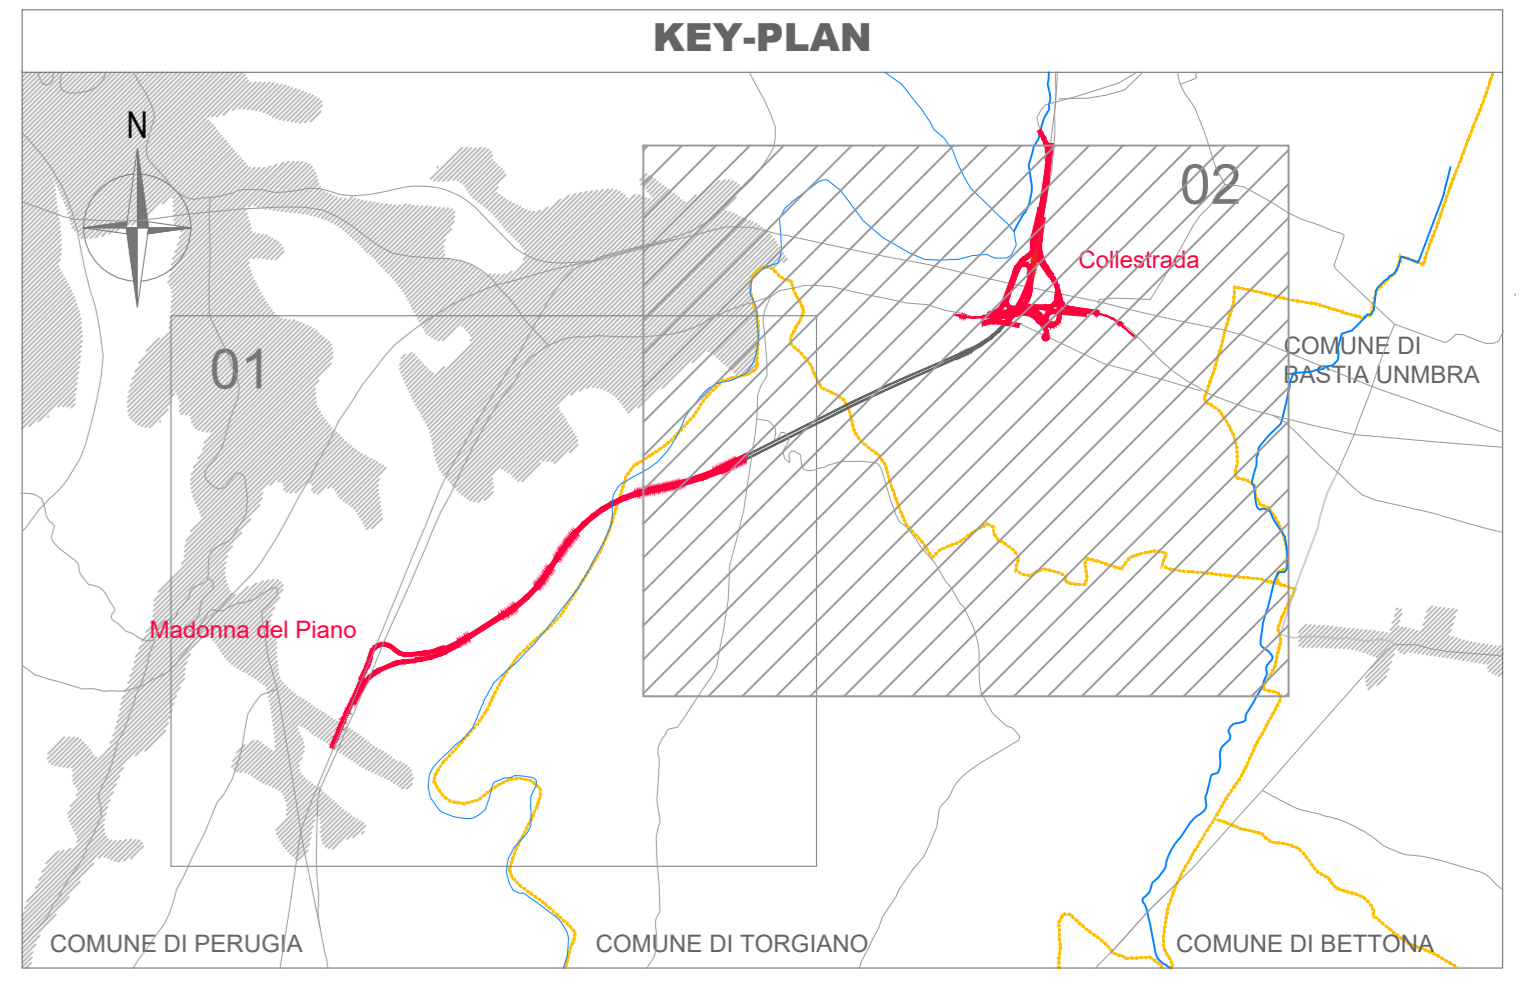 KEY-PLAN
N
02
Collestrada
01
COMUNE DI
BASTIA UNMBRA
Madonna del Piano
COMUNE DI PERUGIA
COMUNE DI TORGIANO
COMUNE DI BETTONA